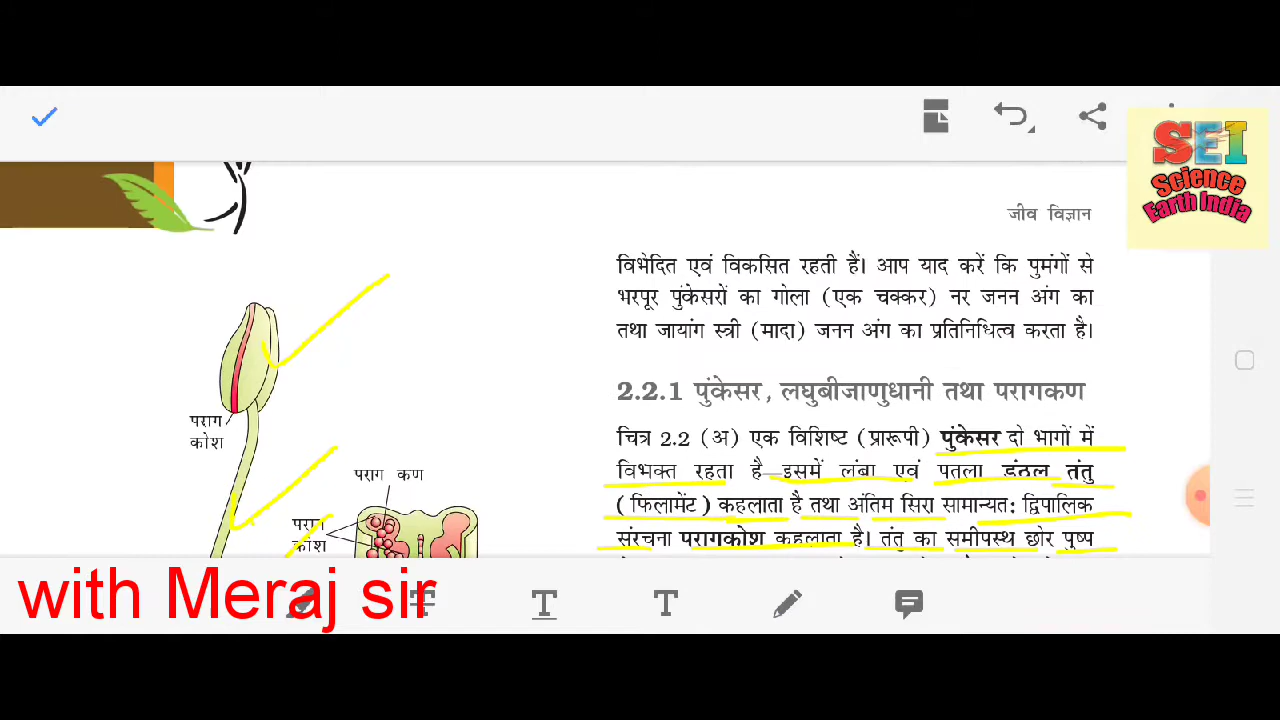 SEI
Science
Earth India
जीव विज्ञान
विभेदित एवं विकसित रहती हैं। आप याद करें कि पुमंगों से
भरपूर पुंकेसरों का गोला (एक चक्कर) नर जनन अंग का
तथा जायांग स्त्री (मादा) जनन अंग का प्रतिनिधित्व करता है।
2.2.1 पुंकेसर, लघुबीजाणुधानी तथा परागकण
चित्र 2.2 (अ) एक विशिष्ट (प्रारूपी) पुंकेसर दो भागों में
विभक्त रहता है—इसमें लंबा एवं पतला डंठल तंतु
(फिलामेंट) कहलाता है तथा अंतिम सिरा सामान्यत: द्विपालिक
संरचना परागकोश कहलाता है। तंतु का समीपस्थ छोर पुष्प
पराग
कोश
पराग कण
पराग
कोश
with Meraj sir
T
T
T